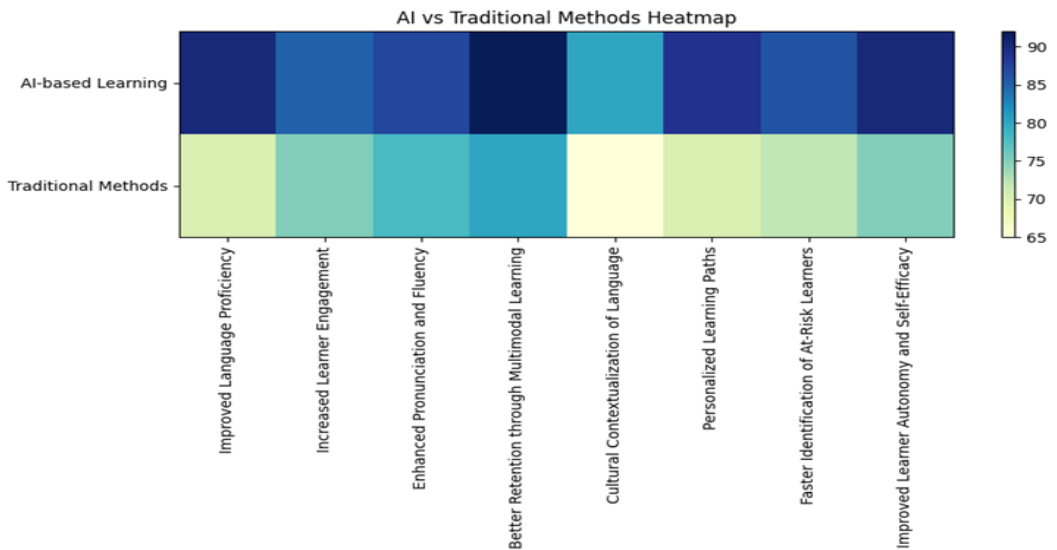 AI vs Traditional Methods Heatmap
AI-based Learning
Traditional Methods
Improved Language Proficiency
Increased Learner Engagement
Enhanced Pronunciation and Fluency
Better Retention through Multimodal Learning
Cultural Contextualization of Language
Personalized Learning Paths
Faster Identification of At-Risk Learners
Improved Learner Autonomy and Self-Efficacy
90
85
80
75
70
65